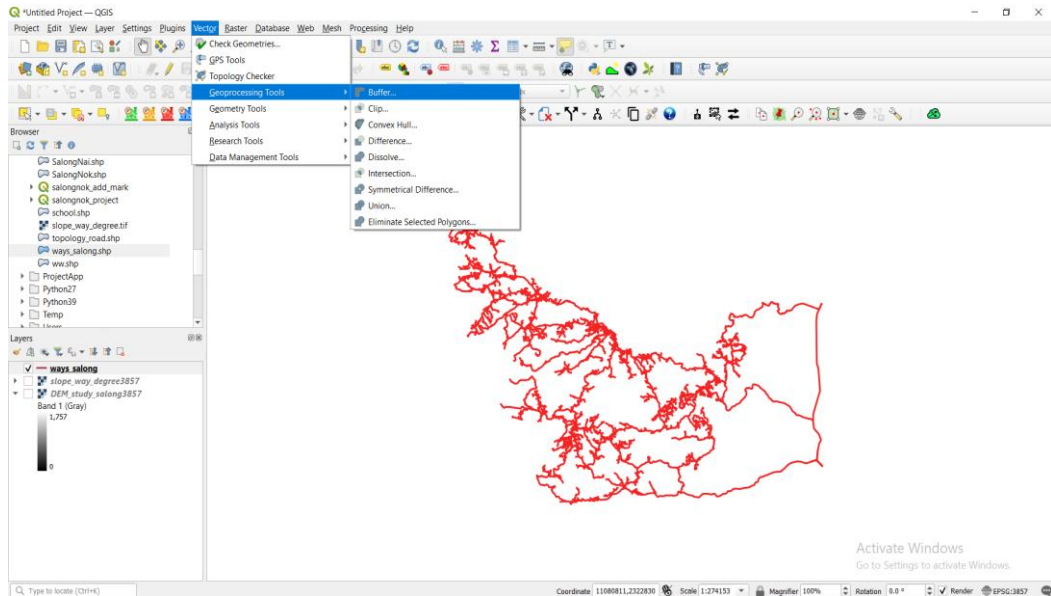 *Untitled Project — QGIS
Project Edit View Layer Settings Plugins Vector Raster Database Web Mesh Processing Help
Check Geometries...
GPS Tools
Topology Checker
Geoprocessing Tools
Geometry Tools
Analysis Tools
Research Tools
Data Management Tools
Buffer...
Clip...
Convex Hull...
Difference...
Dissolve...
Intersection...
Symmetrical Difference...
Union...
Eliminate Selected Polygons...
Browser
SalongNai.shp
SalongNok.shp
salongnok_add_mark
salongnok_project
school.shp
slope_way_degree.tif
topology_road.shp
ways_salong.shp
ww.shp
ProjectApp
Python27
Python39
Temp
Users
Layers
ways_salong
slope_way_degree3857
DEM_study_salong3857
Band 1 (Gray)
1,757
0
Activate Windows
Go to Settings to activate Windows.
Type to locate (Ctrl+K)
Coordinate 11080811,2322830 Scale 1:274153 Magnifier 100% Rotation 0.0 ° Render EPSG:3857